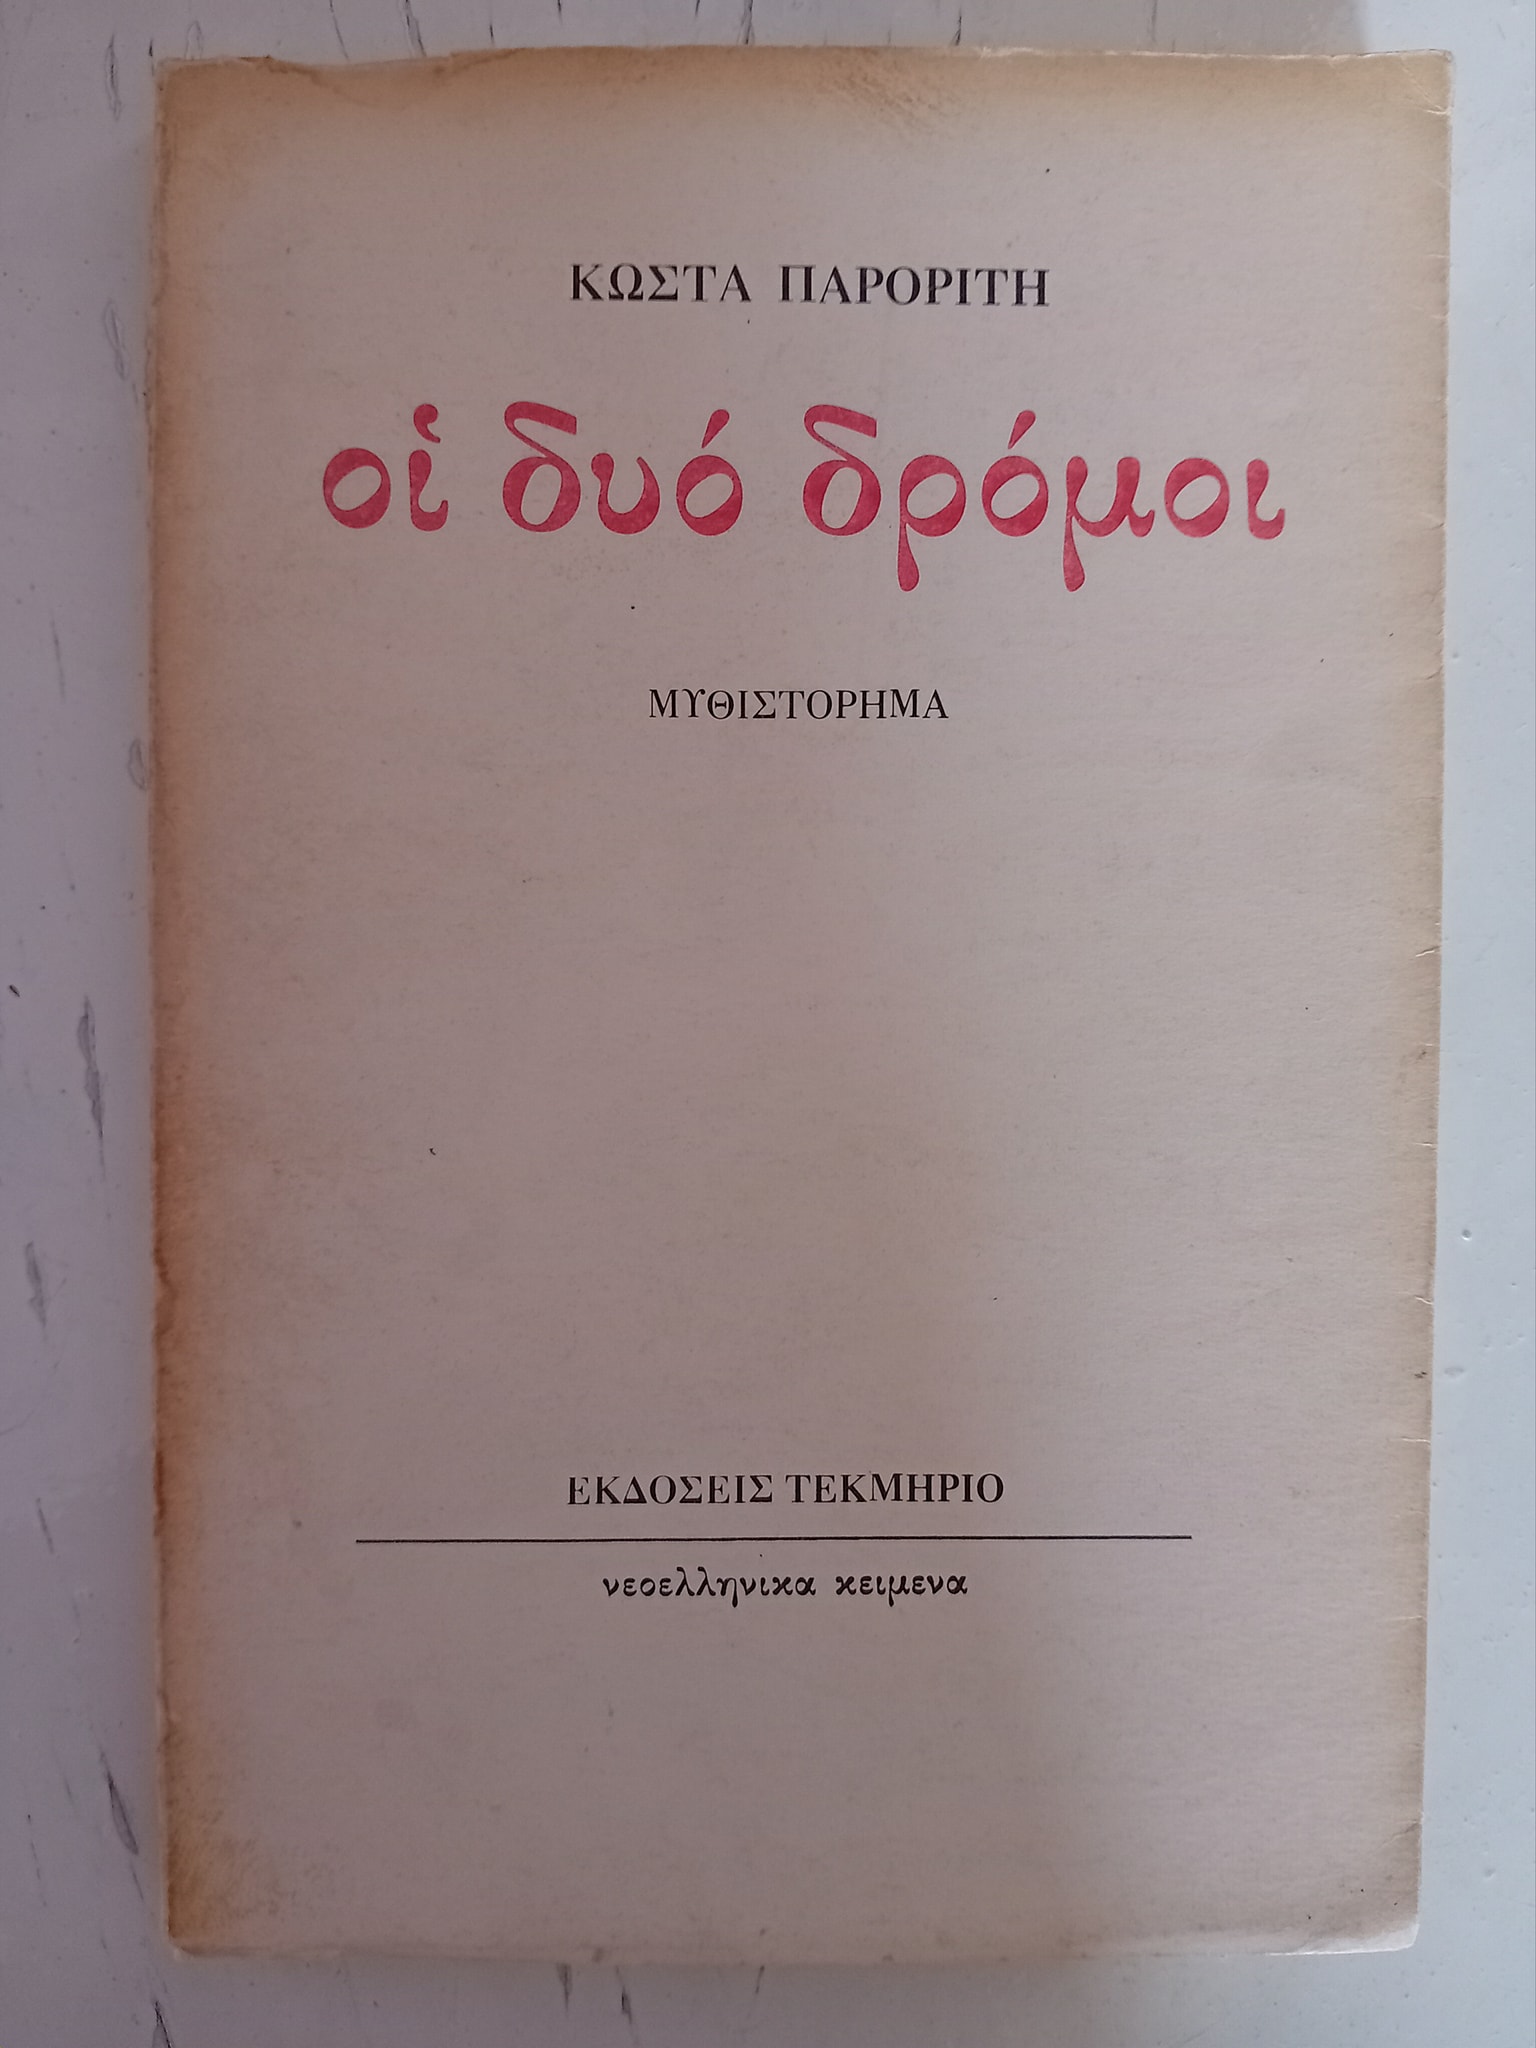 ΚΩΣΤΑ ΠΑΡΟΡΙΤΗ
οἱ δυό δρόμοι
ΜΥΘΙΣΤΟΡΗΜΑ
ΕΚΔΟΣΕΙΣ ΤΕΚΜΗΡΙΟ
νεοελληνικα κειμενα